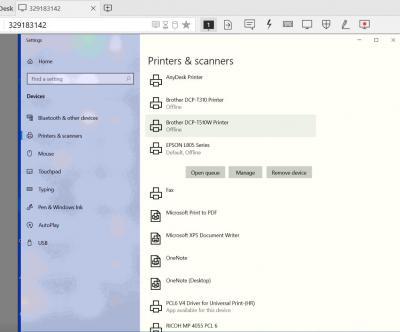 Desk
329183142
329183142
1
Settings
Home
Find a setting
Devices
Bluetooth & other devices
Printers & scanners
Mouse
Touchpad
Typing
Pen & Windows Ink
AutoPlay
USB
Printers & scanners
AnyDesk Printer
Brother DCP-T310 Printer
Offline
Brother DCP-T510W Printer
Offline
EPSON L805 Series
Default, Offline
Open queue Manage Remove device
Fax
Microsoft Print to PDF
Microsoft XPS Document Writer
OneNote
OneNote (Desktop)
PCL6 V4 Driver for Universal Print-(HR)
App available for this device
RICOH MP 4055 PCL 6